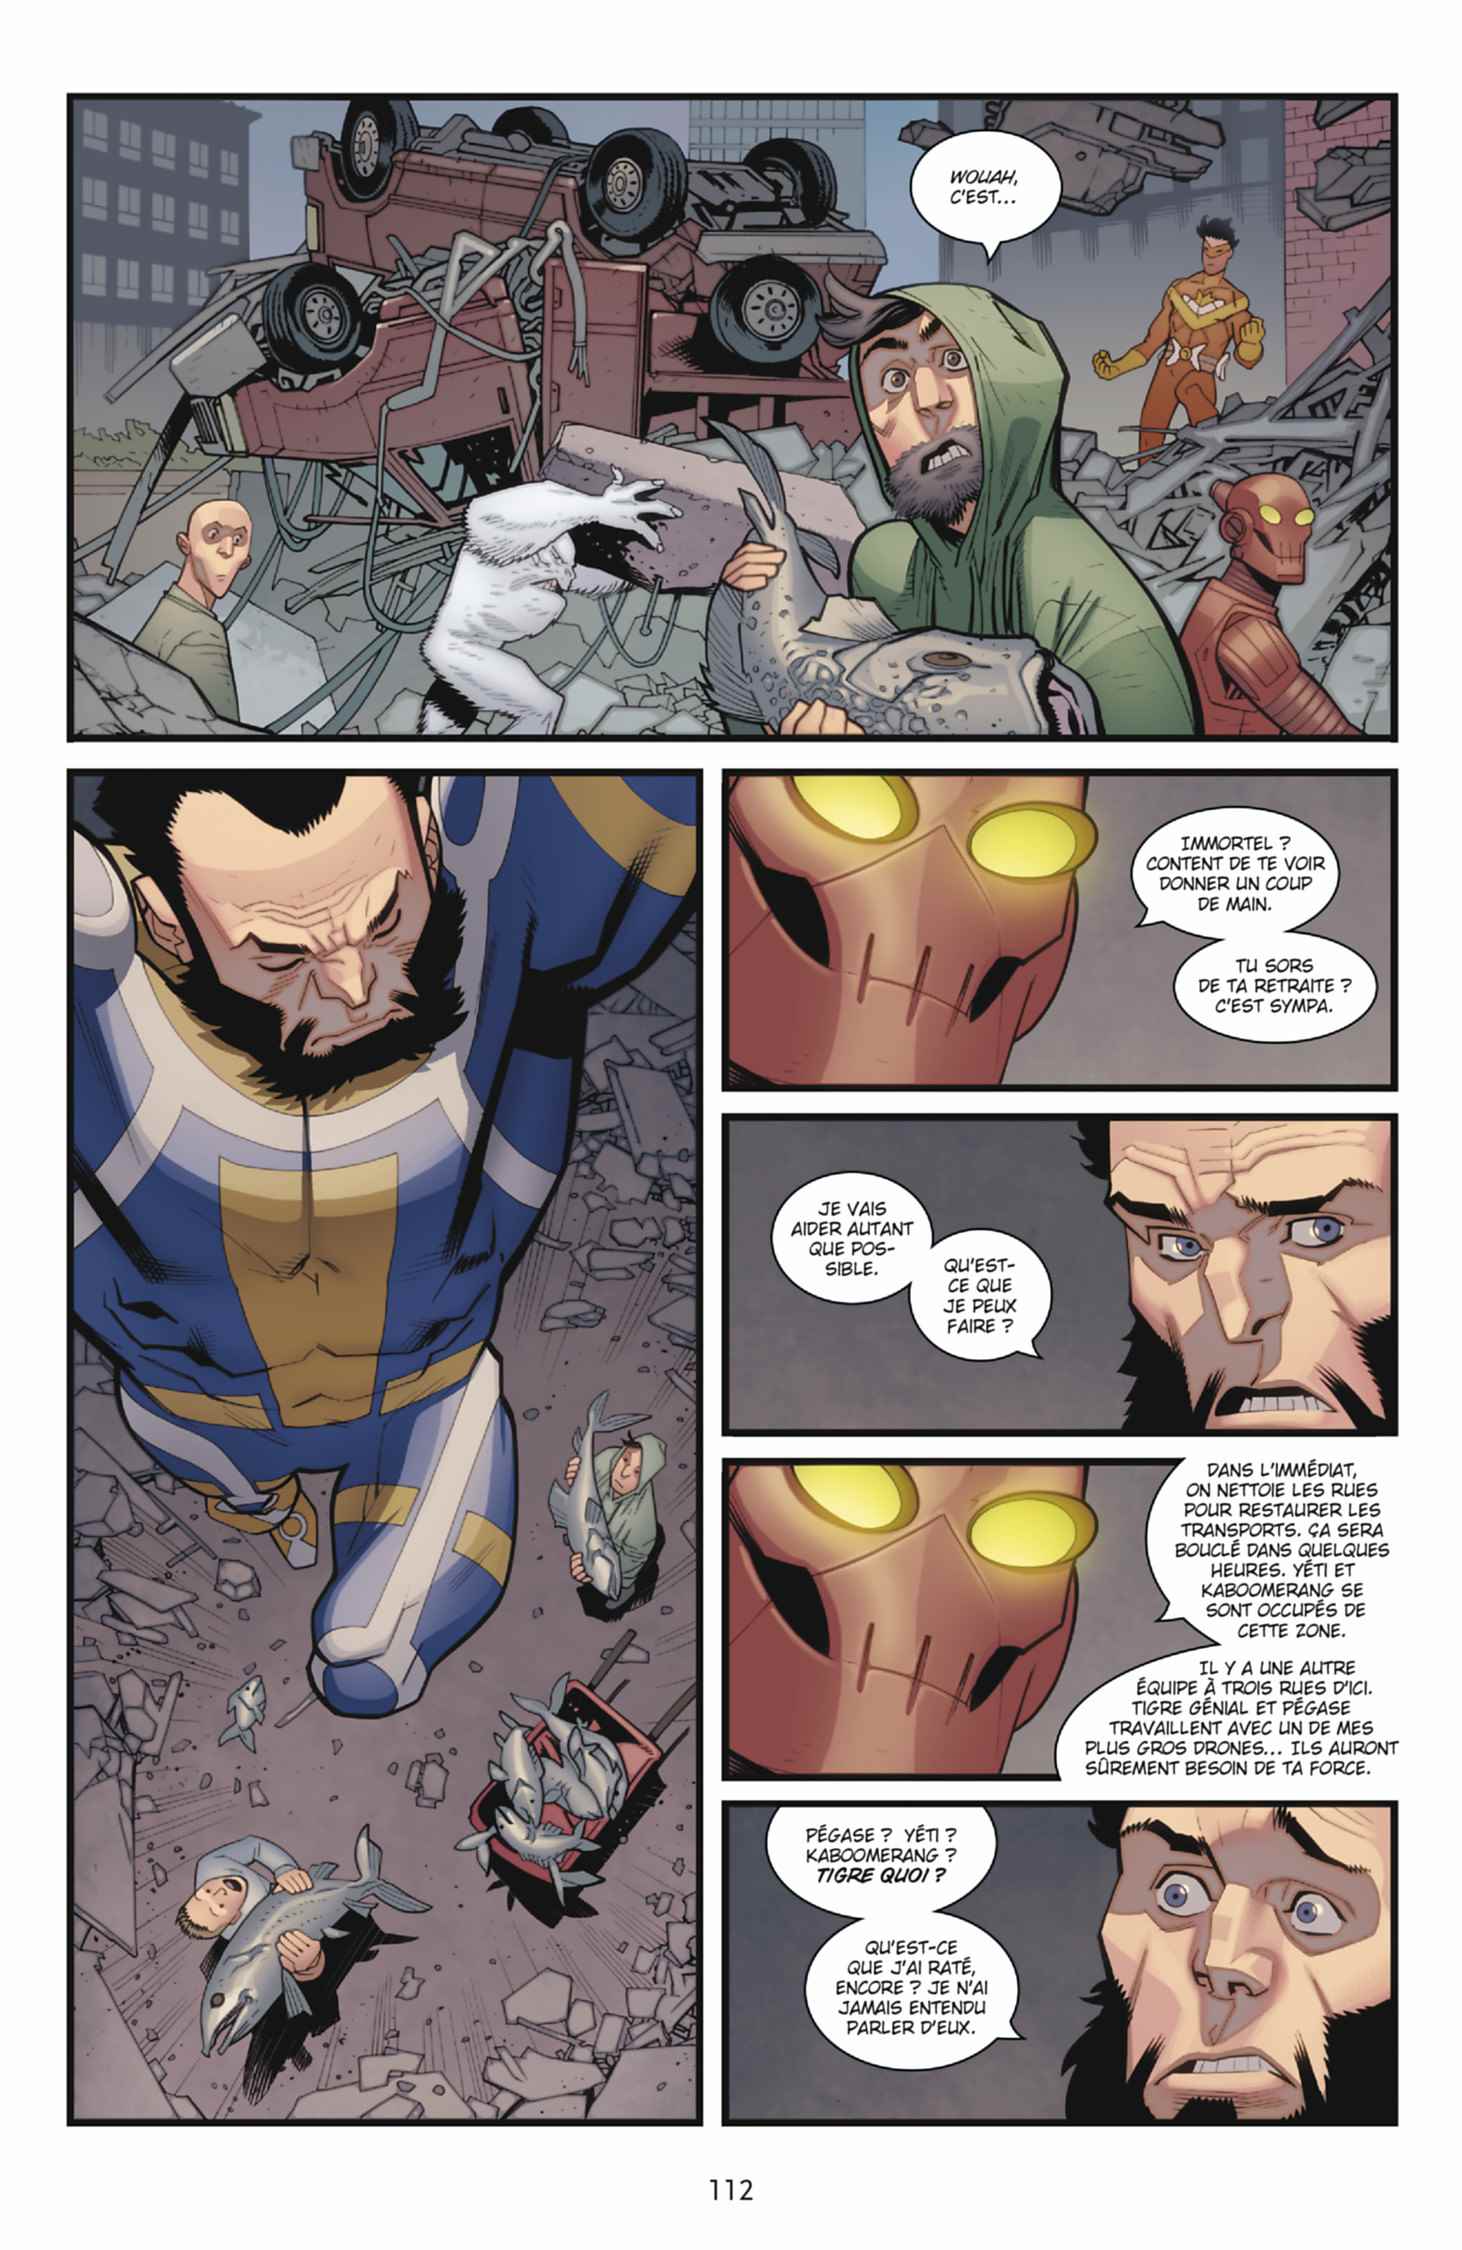 WOUAH,
C'EST...
IMMORTEL ?
CONTENT DE TE VOIR
DONNER UN COUP
DE MAIN.
TU SORS
DE TA RETRAITE ?
C'EST SYMPA.
JE VAIS
AIDER AUTANT
QUE POS-
SIBLE.
QU'EST-
CE QUE
JE PEUX
FAIRE ?
DANS L'IMMÉDIAT,
ON NETTOIE LES RUES
POUR RESTAURER LES
TRANSPORTS. ÇA SERA
BOUCLÉ DANS QUELQUES
HEURES. YÉTI ET
KABOOMERANG SE
SONT OCCUPÉS DE
CETTE ZONE.
IL Y A UNE AUTRE
ÉQUIPE À TROIS RUES D'ICI.
TIGRE GÉNIAL ET PÉGASE
TRAVAILLENT AVEC UN DE MES
PLUS GROS DRONES... ILS AURONT
SÛREMENT BESOIN DE TA FORCE.
PÉGASE ? YÉTI ?
KABOOMERANG ?
TIGRE QUOI ?
QU'EST-CE
QUE J'AI RATÉ,
ENCORE ? JE N'AI
JAMAIS ENTENDU
PARLER D'EUX.
112